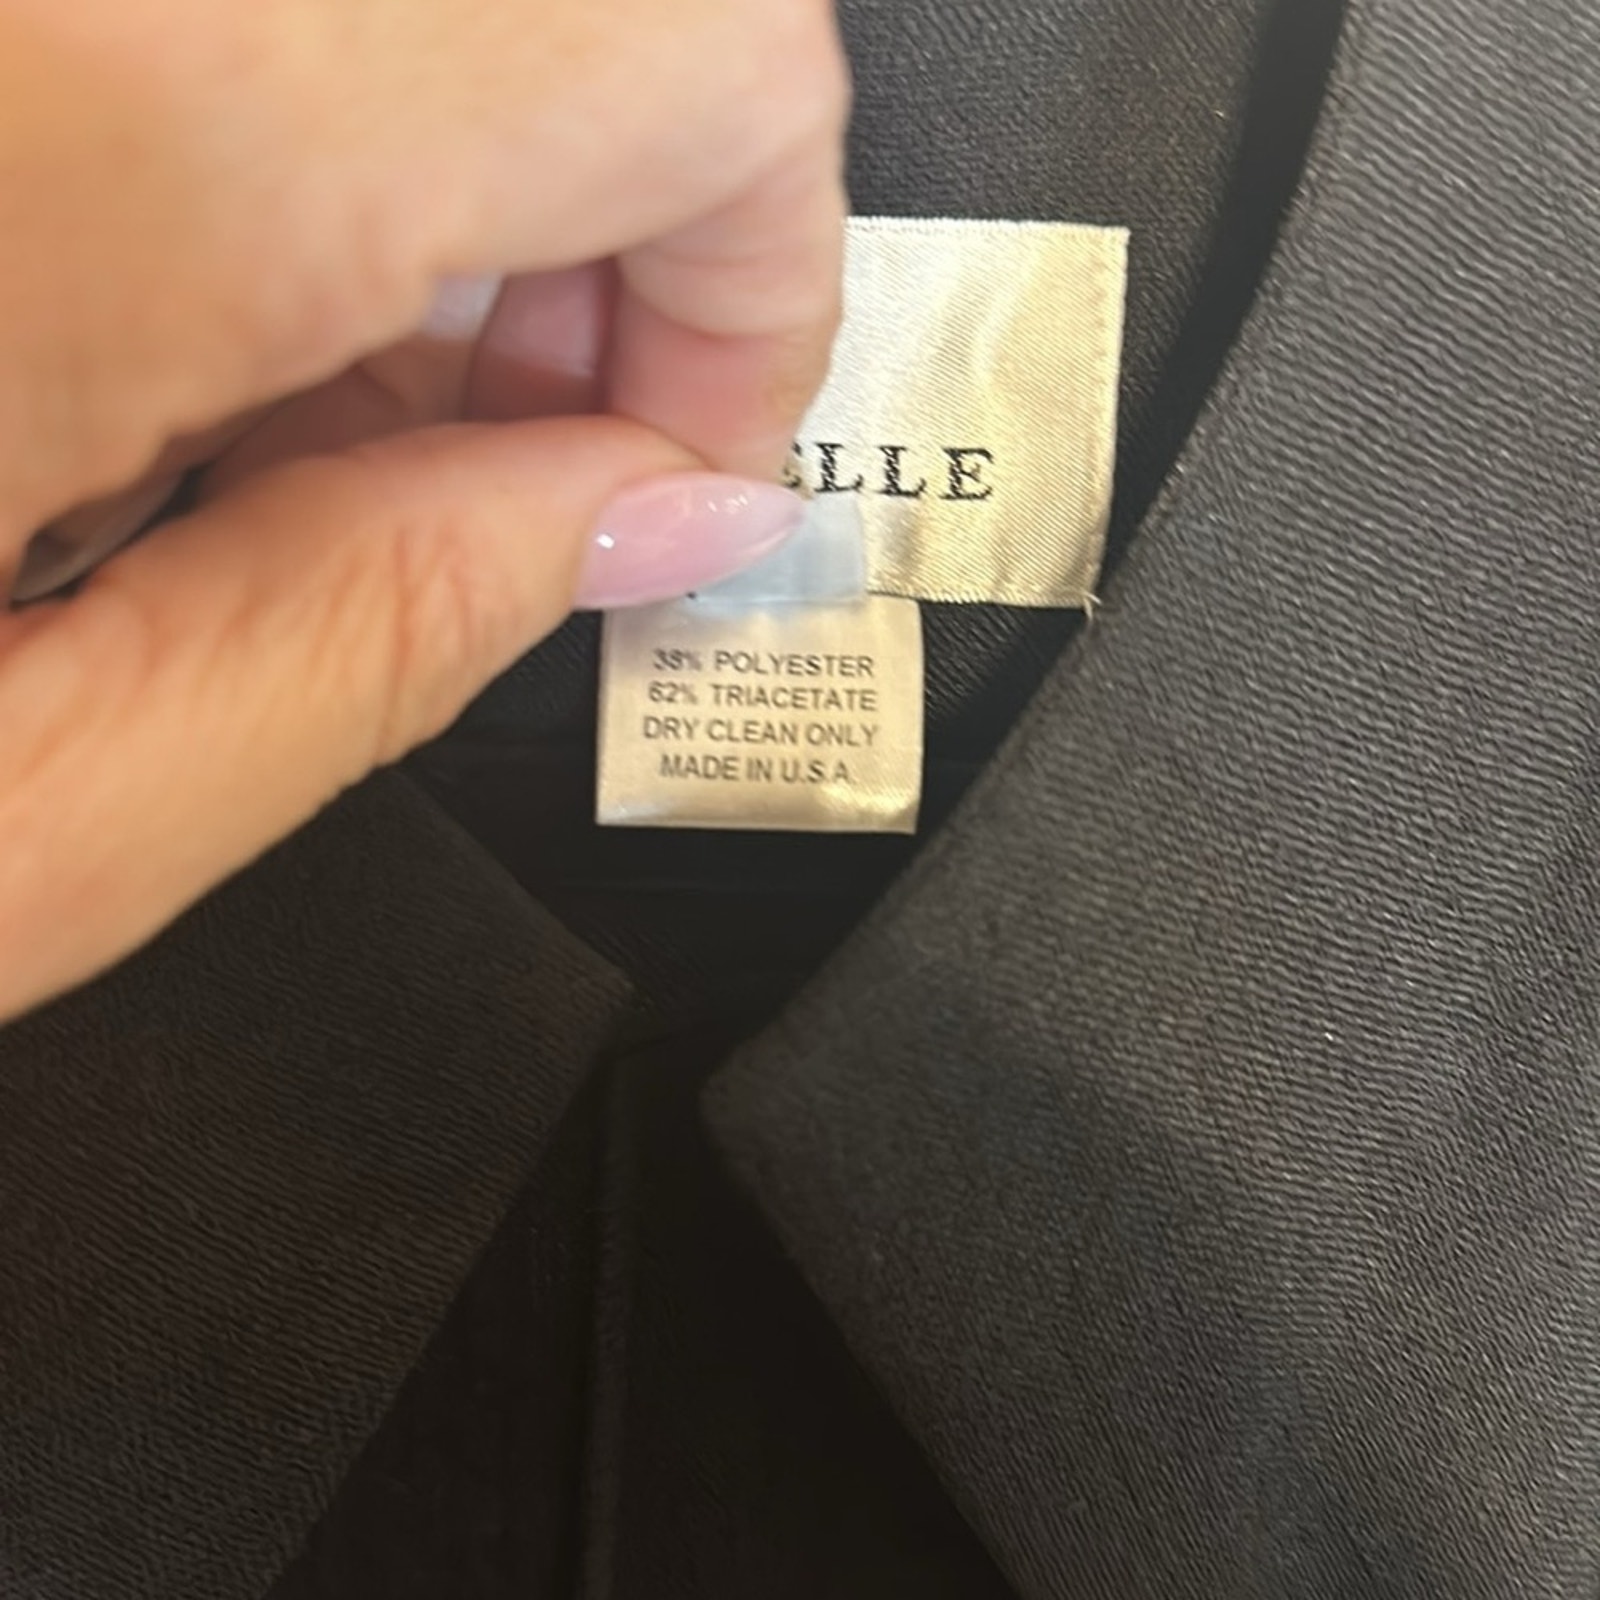 ELLE
38% POLYESTER
62% TRIACETATE
DRY CLEAN ONLY
MADE IN U.S.A.